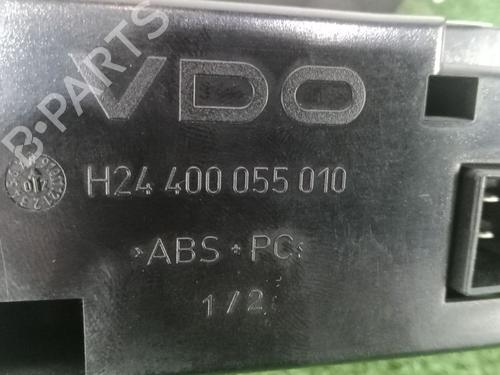 VDO
H24 400 055 010
>ABS+PC<
1/2
B-PARTS